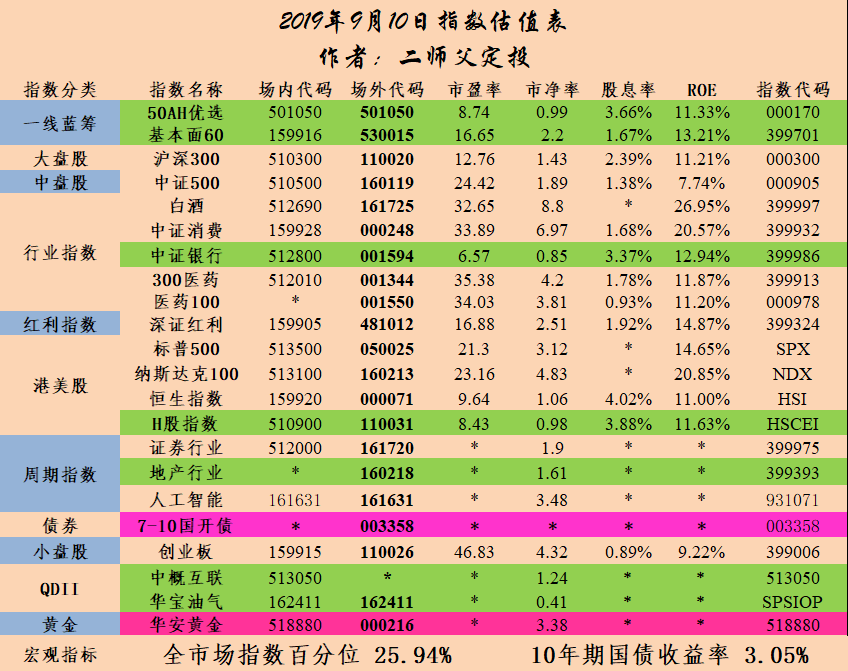 2019年9月10日指数估值表
作者：二师父定投
指数分类 指数名称 场内代码 场外代码 市盈率 市净率 股息率 ROE 指数代码
一线蓝筹 50AH优选 501050 501050 8.74 0.99 3.66% 11.33% 000170
基本面60 159916 530015 16.65 2.2 1.67% 13.21% 399701
大盘股 沪深300 510300 110020 12.76 1.43 2.39% 11.21% 000300
中盘股 中证500 510500 160119 24.42 1.89 1.38% 7.74% 000905
行业指数 白酒 512690 161725 32.65 8.8 * 26.95% 399997
中证消费 159928 000248 33.89 6.97 1.68% 20.57% 399932
中证银行 512800 001594 6.57 0.85 3.37% 12.94% 399986
300医药 512010 001344 35.38 4.2 1.78% 11.87% 399913
医药100 * 001550 34.03 3.81 0.93% 11.20% 000978
红利指数 深证红利 159905 481012 16.88 2.51 1.92% 14.87% 399324
港美股 标普500 513500 050025 21.3 3.12 * 14.65% SPX
纳斯达克100 513100 160213 23.16 4.83 * 20.85% NDX
恒生指数 159920 000071 9.64 1.06 4.02% 11.00% HSI
H股指数 510900 110031 8.43 0.98 3.88% 11.63% HSCEI
周期指数 证券行业 512000 161720 * 1.9 * * 399975
地产行业 * 160218 * 1.61 * * 399393
人工智能 161631 161631 * 3.48 * * 931071
债券 7-10国开债 * 003358 * * * * 003358
小盘股 创业板 159915 110026 46.83 4.32 0.89% 9.22% 399006
QDII 中概互联 513050 * * 1.24 * * 513050
华宝油气 162411 162411 * 0.41 * * SPSIOP
黄金 华安黄金 518880 000216 * 3.38 * * 518880
宏观指标 全市场指数百分位 25.94% 10年期国债收益率 3.05%